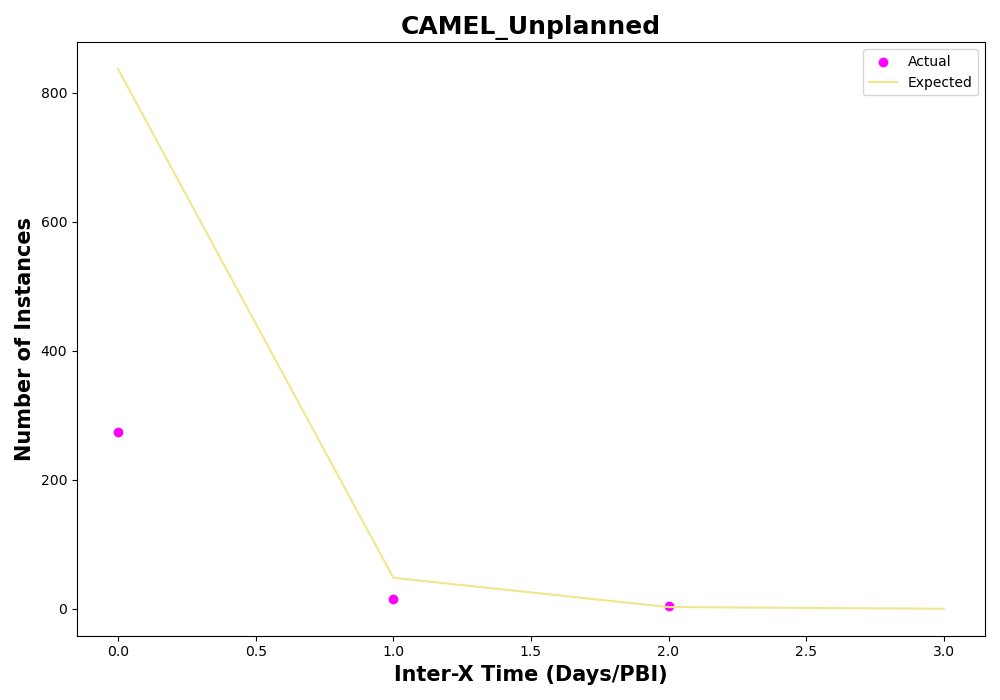 CAMEL_Unplanned
Actual
Expected
Number of Instances
800
600
400
200
0
0.0
0.5
1.0
1.5
2.0
2.5
3.0
Inter-X Time (Days/PBI)